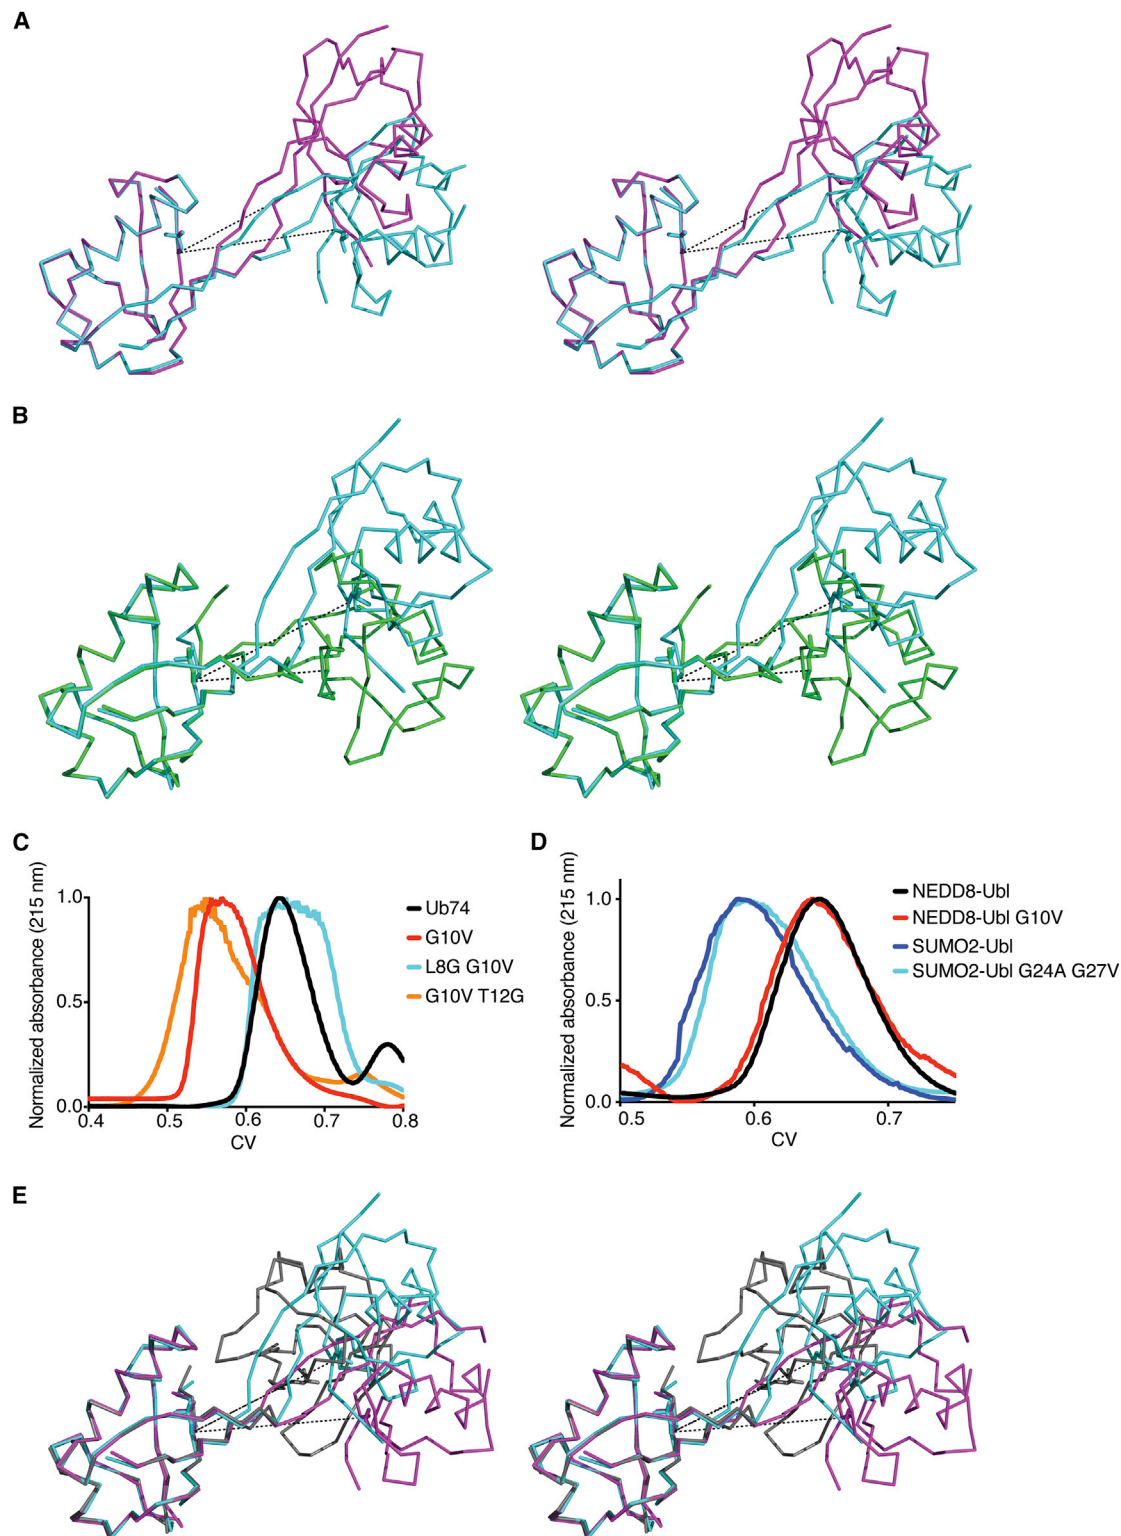 A
B
C
Normalized absorbance (215 nm)
1.0
0.5
0.0
0.4
0.5
0.6
0.7
0.8
CV
Ub74
G10V
L8G G10V
G10V T12G
D
Normalized absorbance (215 nm)
1.0
0.5
0.0
0.5
0.6
0.7
CV
NEDD8-Ubl
NEDD8-Ubl G10V
SUMO2-Ubl
SUMO2-Ubl G24A G27V
E